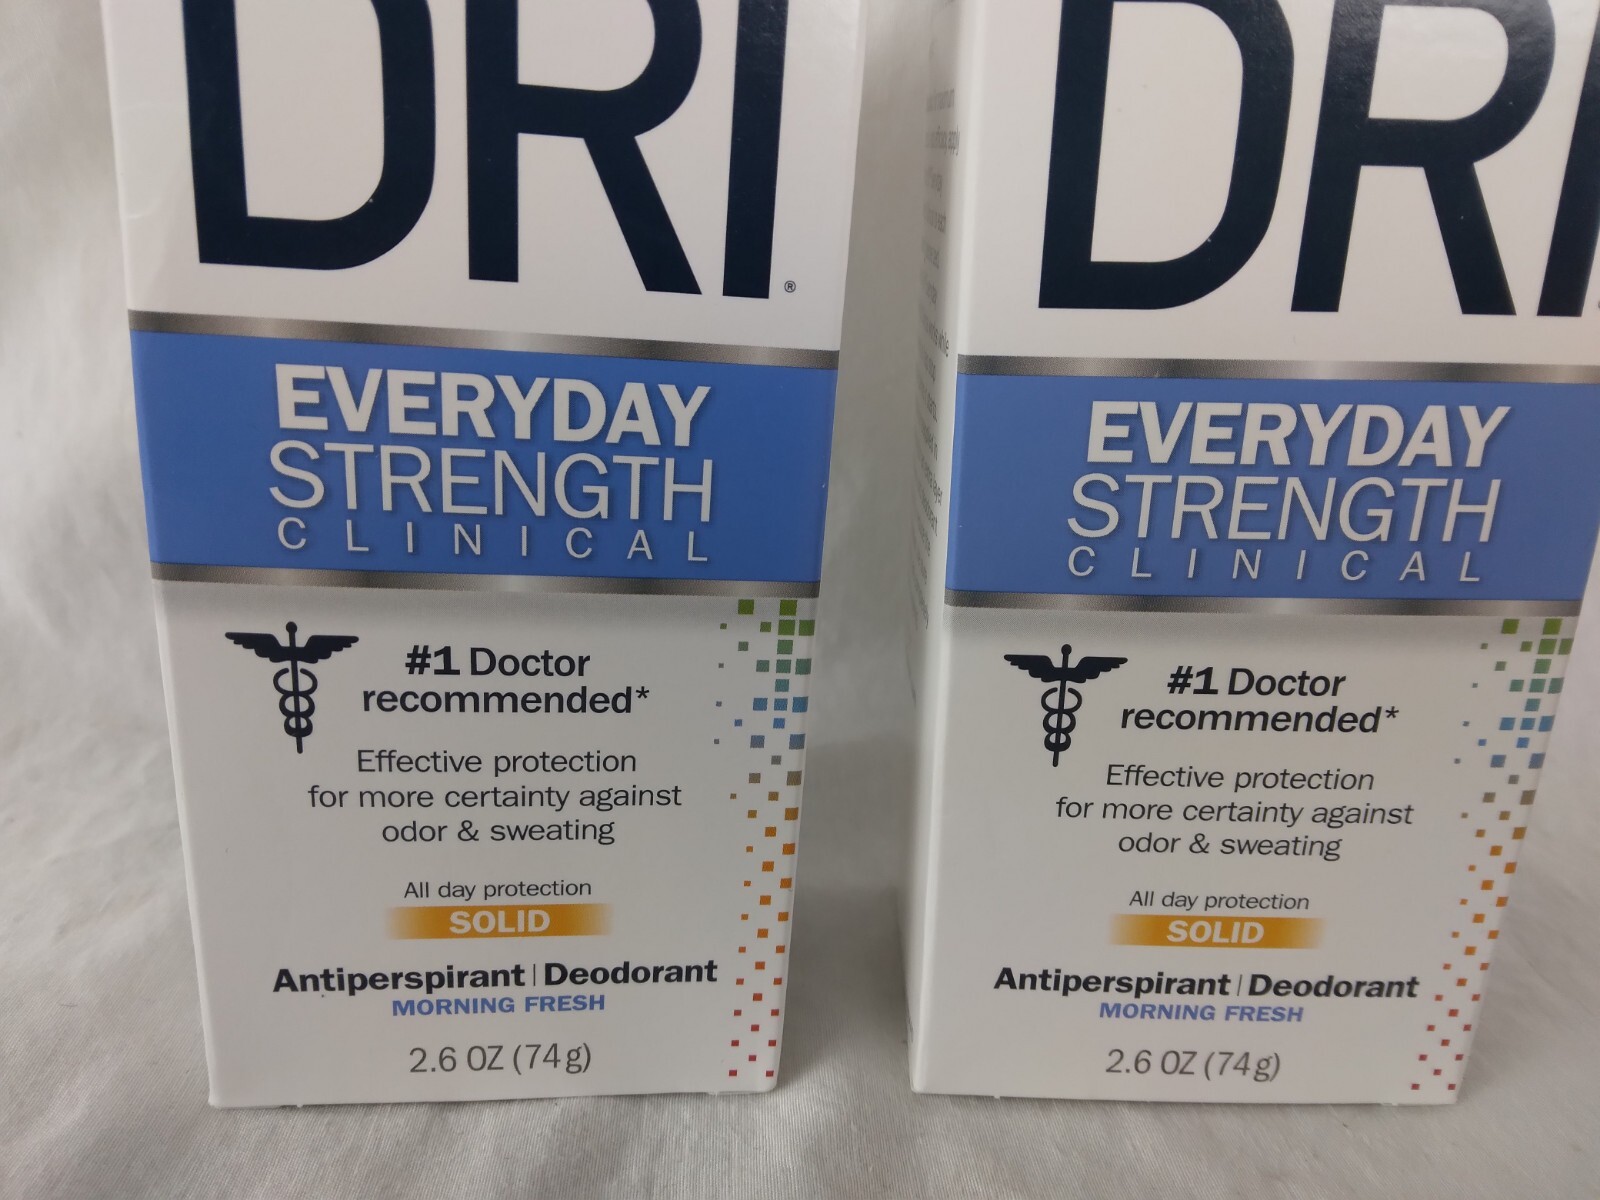 DRI®
EVERYDAY
STRENGTH
CLINICAL
#1 Doctor
recommended*
Effective protection
for more certainty against
odor & sweating
All day protection
SOLID
Antiperspirant | Deodorant
MORNING FRESH
2.6 OZ (74g)
DRI
EVERYDAY
STRENGTH
CLINICAL
#1 Doctor
recommended*
Effective protection
for more certainty against
odor & sweating
All day protection
SOLID
Antiperspirant | Deodorant
MORNING FRESH
2.6 OZ (74g)